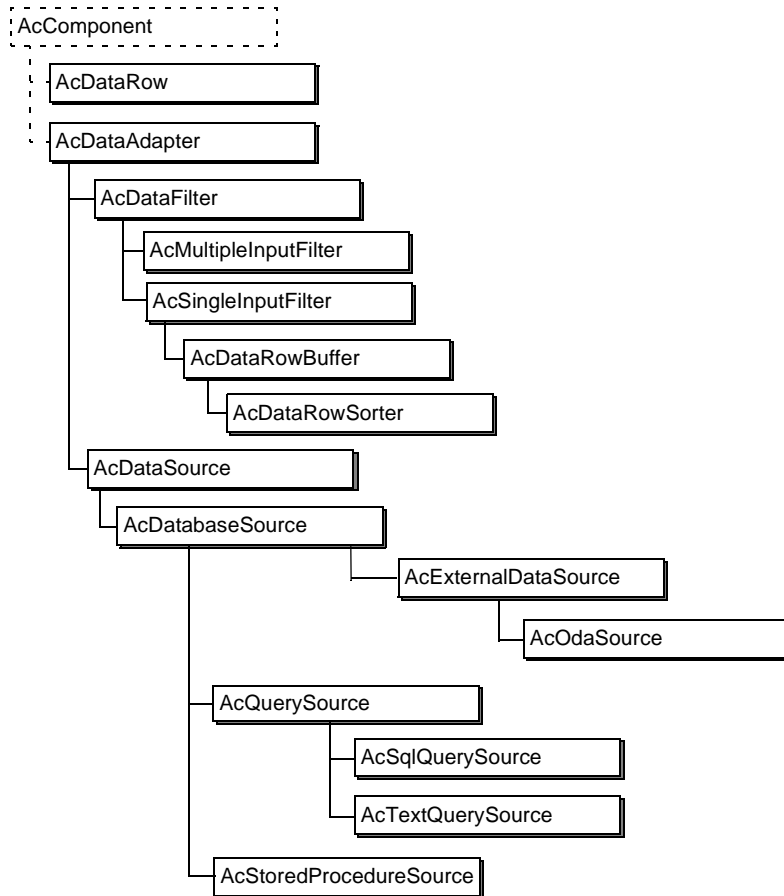 AcComponent
AcDataRow
AcDataAdapter
AcDataFilter
AcMultipleInputFilter
AcSingleInputFilter
AcDataRowBuffer
AcDataRowSorter
AcDataSource
AcDatabaseSource
AcExternalDataSource
AcOdaSource
AcQuerySource
AcSqlQuerySource
AcTextQuerySource
AcStoredProcedureSource